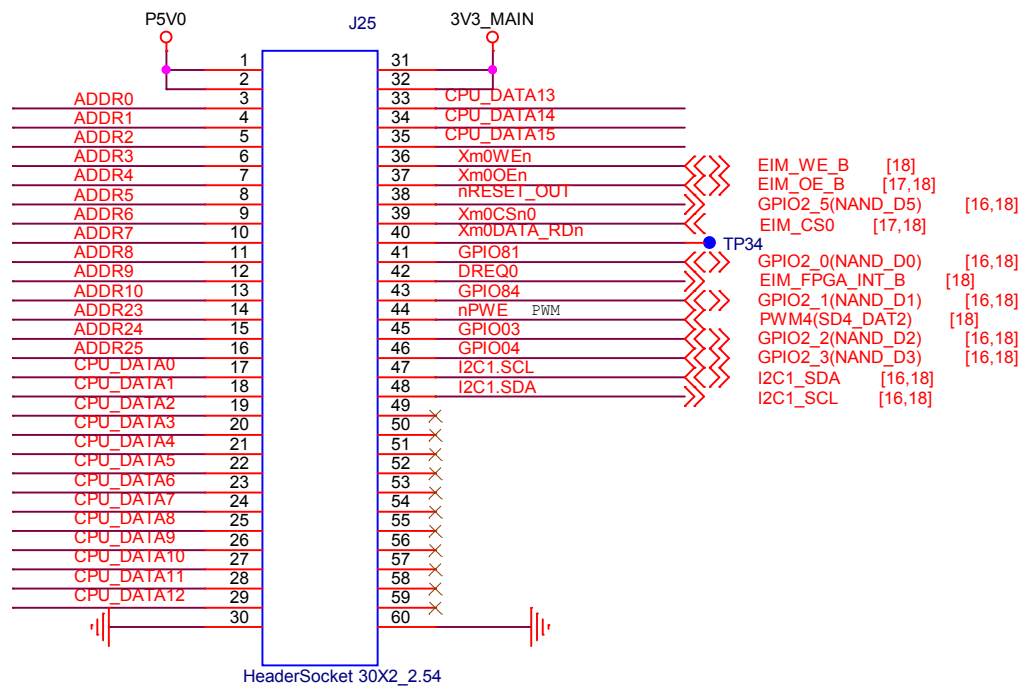 P5V0 J25 3V3_MAIN
1 31
2 32
ADDR0 3 33 CPU_DATA13
ADDR1 4 34 CPU_DATA14
ADDR2 5 35 CPU_DATA15
ADDR3 6 36 Xm0WEn EIM_WE_B [18]
ADDR4 7 37 Xm0OEn EIM_OE_B [17,18]
ADDR5 8 38 nRESET_OUT GPIO2_5(NAND_D5) [16,18]
ADDR6 9 39 Xm0CSn0 EIM_CS0 [17,18]
ADDR7 10 40 Xm0DATA_RDn TP34
ADDR8 11 41 GPIO81 GPIO2_0(NAND_D0) [16,18]
ADDR9 12 42 DREQ0 EIM_FPGA_INT_B [18]
ADDR10 13 43 GPIO84 GPIO2_1(NAND_D1) [16,18]
ADDR23 14 44 nPWE PWM PWM4(SD4_DAT2) [18]
ADDR24 15 45 GPIO03 GPIO2_2(NAND_D2) [16,18]
ADDR25 16 46 GPIO04 GPIO2_3(NAND_D3) [16,18]
CPU_DATA0 17 47 I2C1.SCL I2C1_SDA [16,18]
CPU_DATA1 18 48 I2C1.SDA I2C1_SCL [16,18]
CPU_DATA2 19 49
CPU_DATA3 20 50
CPU_DATA4 21 51
CPU_DATA5 22 52
CPU_DATA6 23 53
CPU_DATA7 24 54
CPU_DATA8 25 55
CPU_DATA9 26 56
CPU_DATA10 27 57
CPU_DATA11 28 58
CPU_DATA12 29 59
30 60
HeaderSocket 30X2_2.54